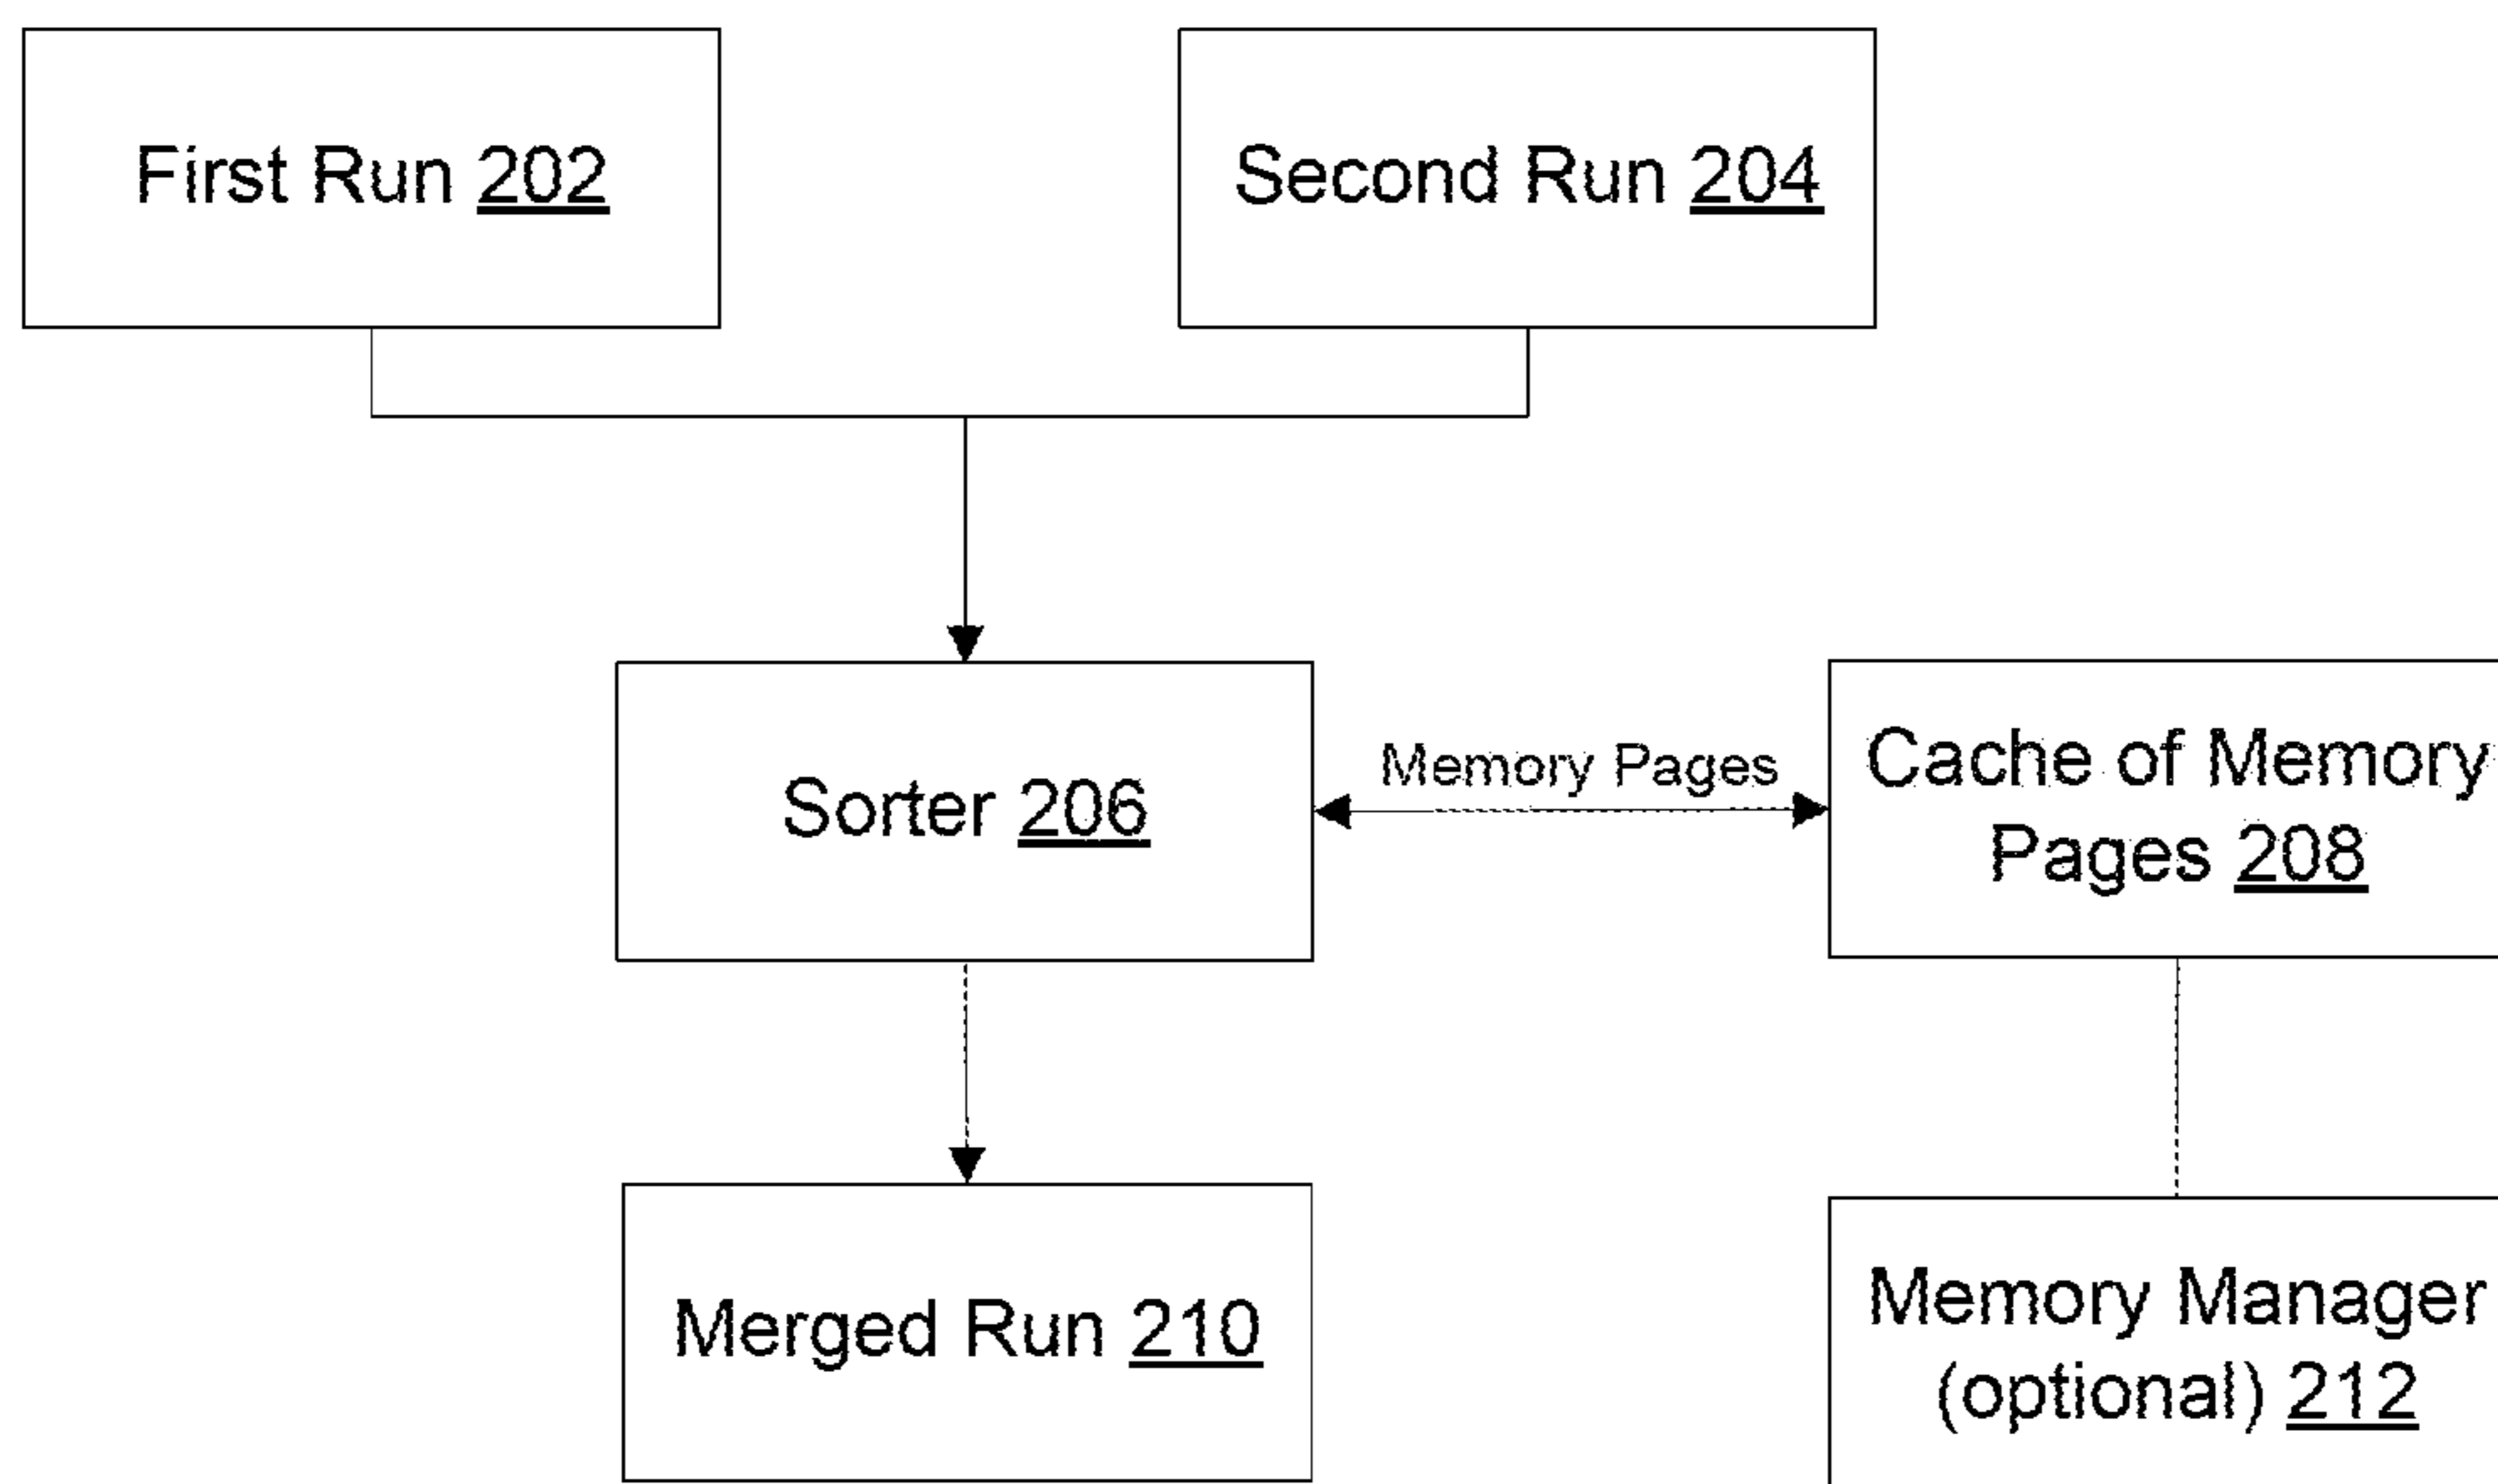 First Run 202
Second Run 204
Sorter 206
Memory Pages
Cache of Memory
Pages 208
Merged Run 210
Memory Manager
(optional) 212